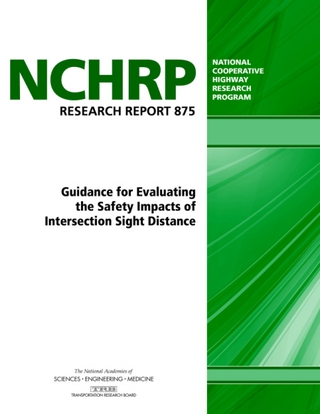 NCHRP
RESEARCH REPORT 875
NATIONAL
COOPERATIVE
HIGHWAY
RESEARCH
PROGRAM
Guidance for Evaluating
the Safety Impacts of
Intersection Sight Distance
The National Academies of
SCIENCES • ENGINEERING • MEDICINE
TRB
TRANSPORTATION RESEARCH BOARD